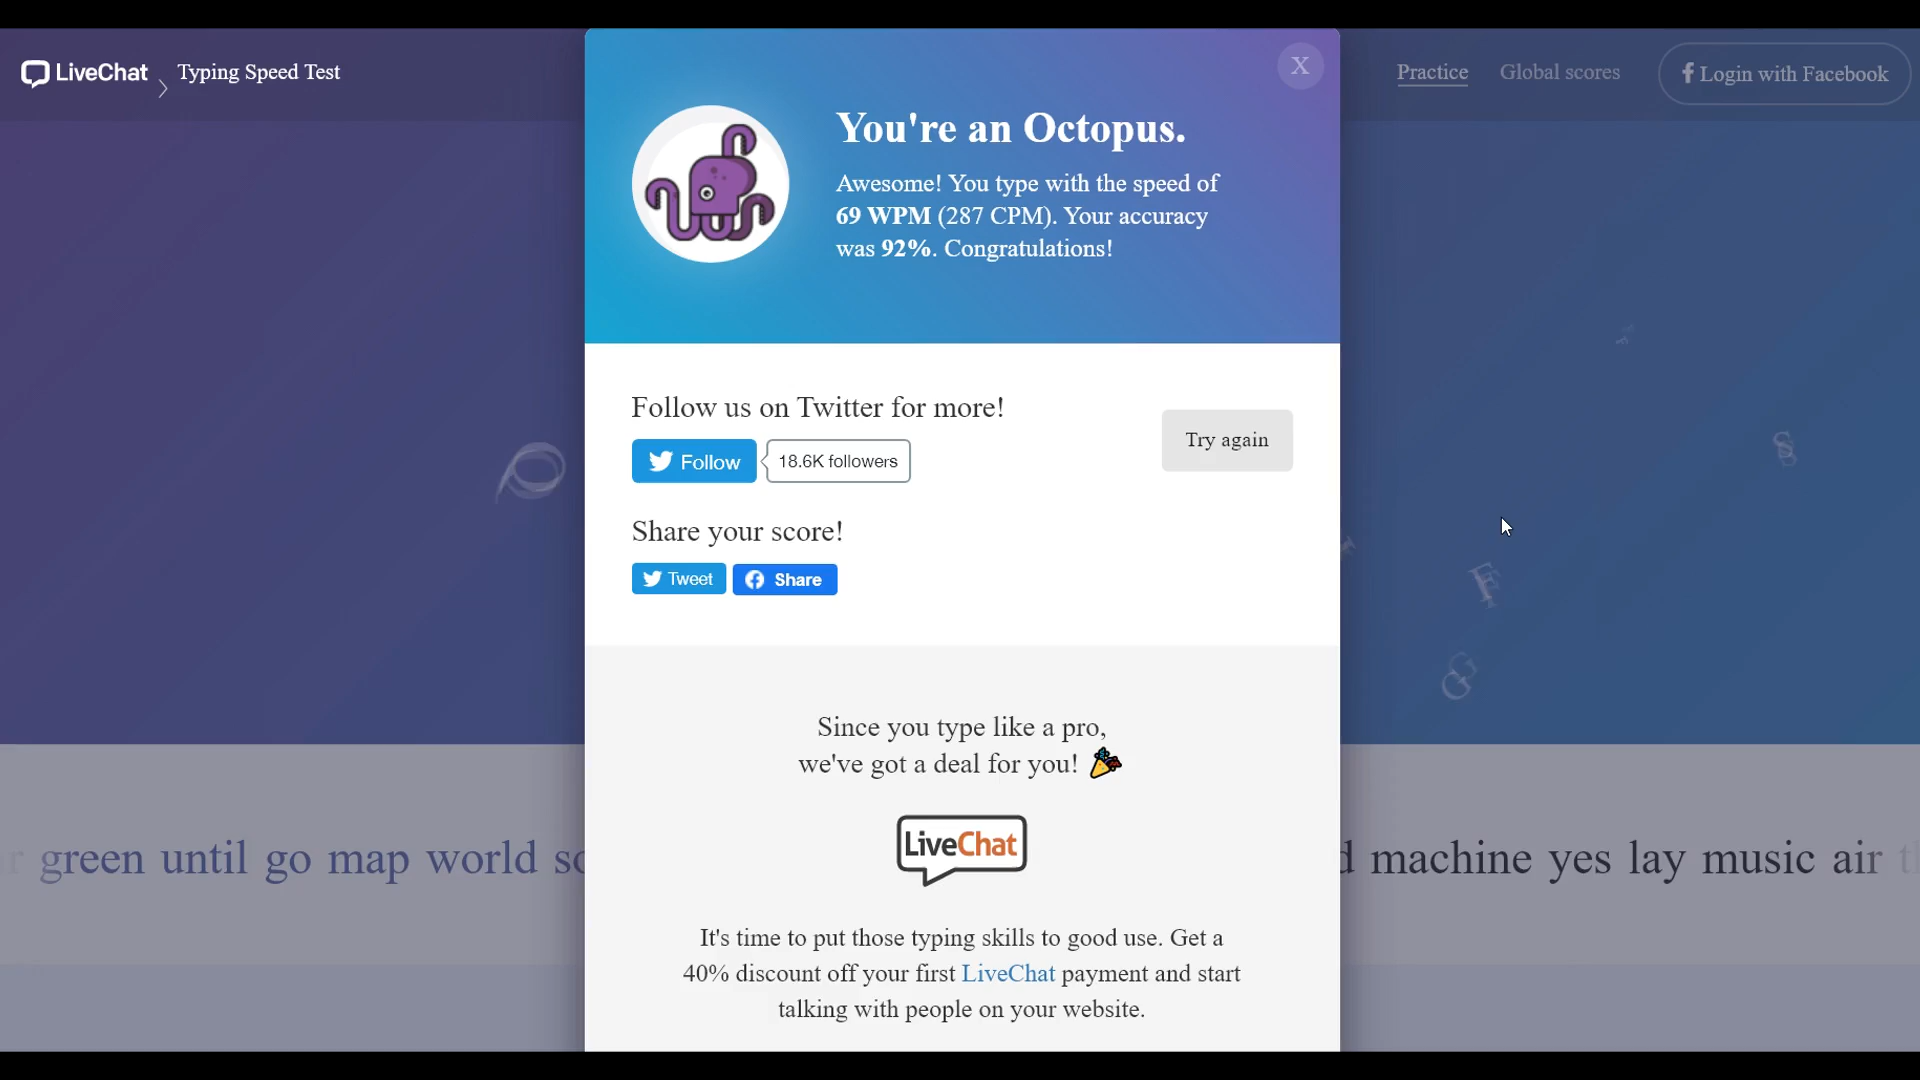 LiveChat
Typing Speed Test
Practice
Global scores
Login with Facebook
X
You're an Octopus.
Awesome! You type with the speed of
69 WPM (287 CPM). Your accuracy
was 92%. Congratulations!
Follow us on Twitter for more!
Follow
18.6K followers
Try again
Share your score!
Tweet
Share
S
F
G
Since you type like a pro,
we've got a deal for you!
LiveChat
green until go map world
machine yes lay music air
It's time to put those typing skills to good use. Get a
40% discount off your first LiveChat payment and start
talking with people on your website.